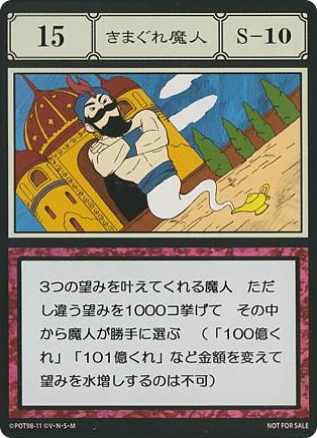 15
きまぐれ魔人
S-10
3つの望みを叶えてくれる魔人　ただ
し違う望みを1000コ挙げて　その中
から魔人が勝手に選ぶ　（「100億く
れ」「101億くれ」など金額を変えて
望みを水増しするのは不可）
©POT98-11 ©V・N・S・M
NOT FOR SALE